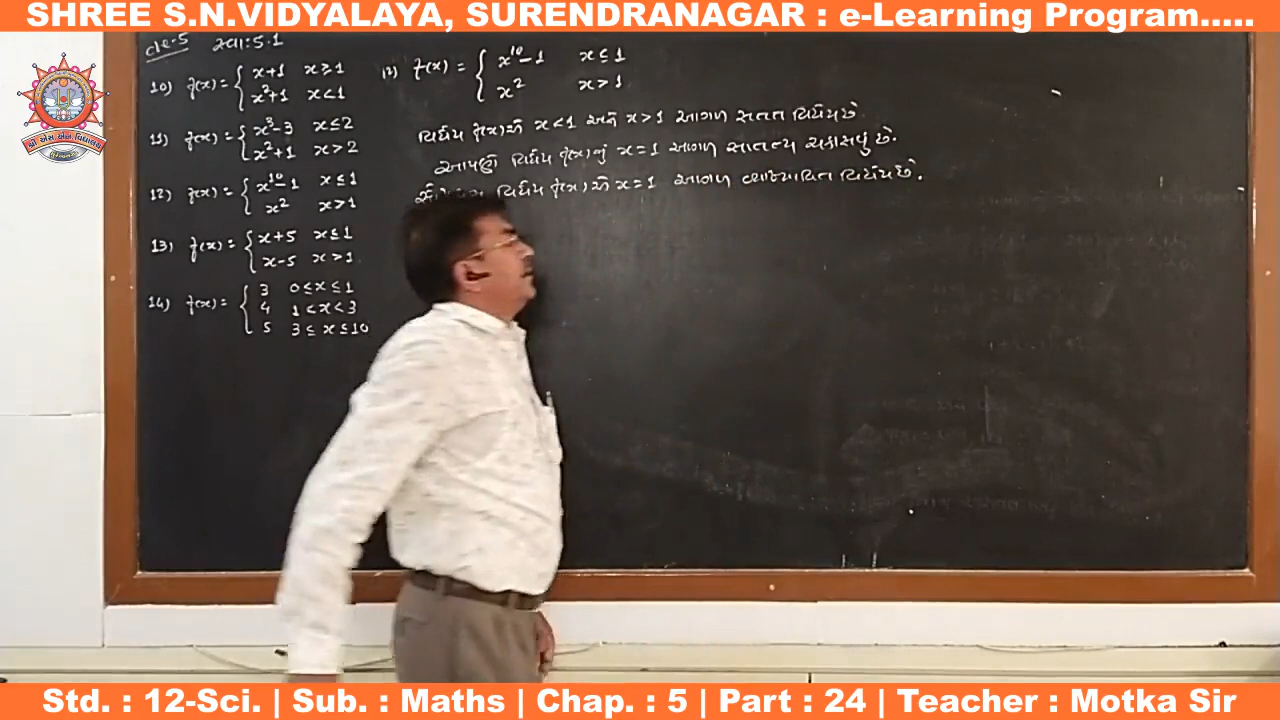 SHREE S.N.VIDYALAYA, SURENDRANAGAR : e-Learning Program.....
સ્વા:5.1
10) f(x) = { x+1 x≥1
x²+1 x<1
11) f(x) = { x³-3 x≤2
x²+1 x>2
12) f(x) = { x¹⁰-1 x≤1
x² x>1
13) f(x) = { x+5 x≤1
x-5 x>1
14) f(x) = { 3 0≤x≤1
4 1<x<3
5 3≤x≤10
12) f(x) = { x¹⁰-1 x≤1
x² x>1
વિધેય f(x) એ x<1 અને x>1 આગળ સતત વિધેય છે.
આપણે વિધેય f(x) નું x=1 આગળ સાતત્ય ચકાસવું છે.
વિધેય f(x) એ x=1 આગળ વ્યાખ્યાયિત વિધેય છે.
શ્રી એસ એન વિદ્યાલય
Std. : 12-Sci. | Sub. : Maths | Chap. : 5 | Part : 24 | Teacher : Motka Sir